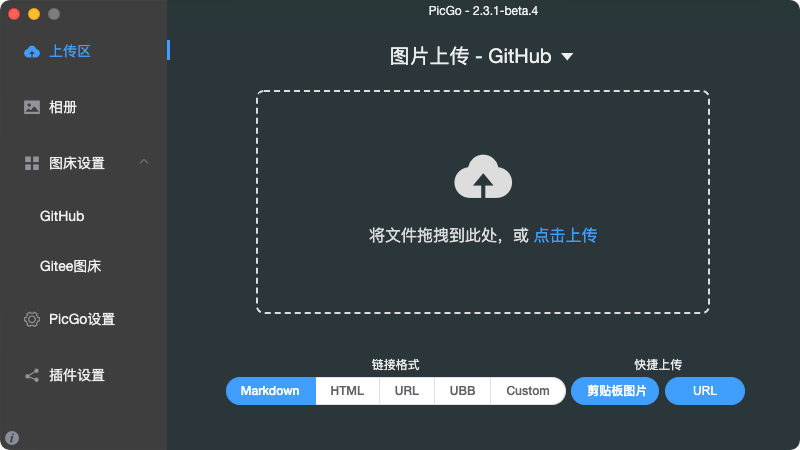 PicGo - 2.3.1-beta.4
上传区
相册
图床设置
GitHub
Gitee图床
PicGo设置
插件设置
图片上传 - GitHub
将文件拖拽到此处，或 点击上传
链接格式
Markdown HTML URL UBB Custom
快捷上传
剪贴板图片 URL